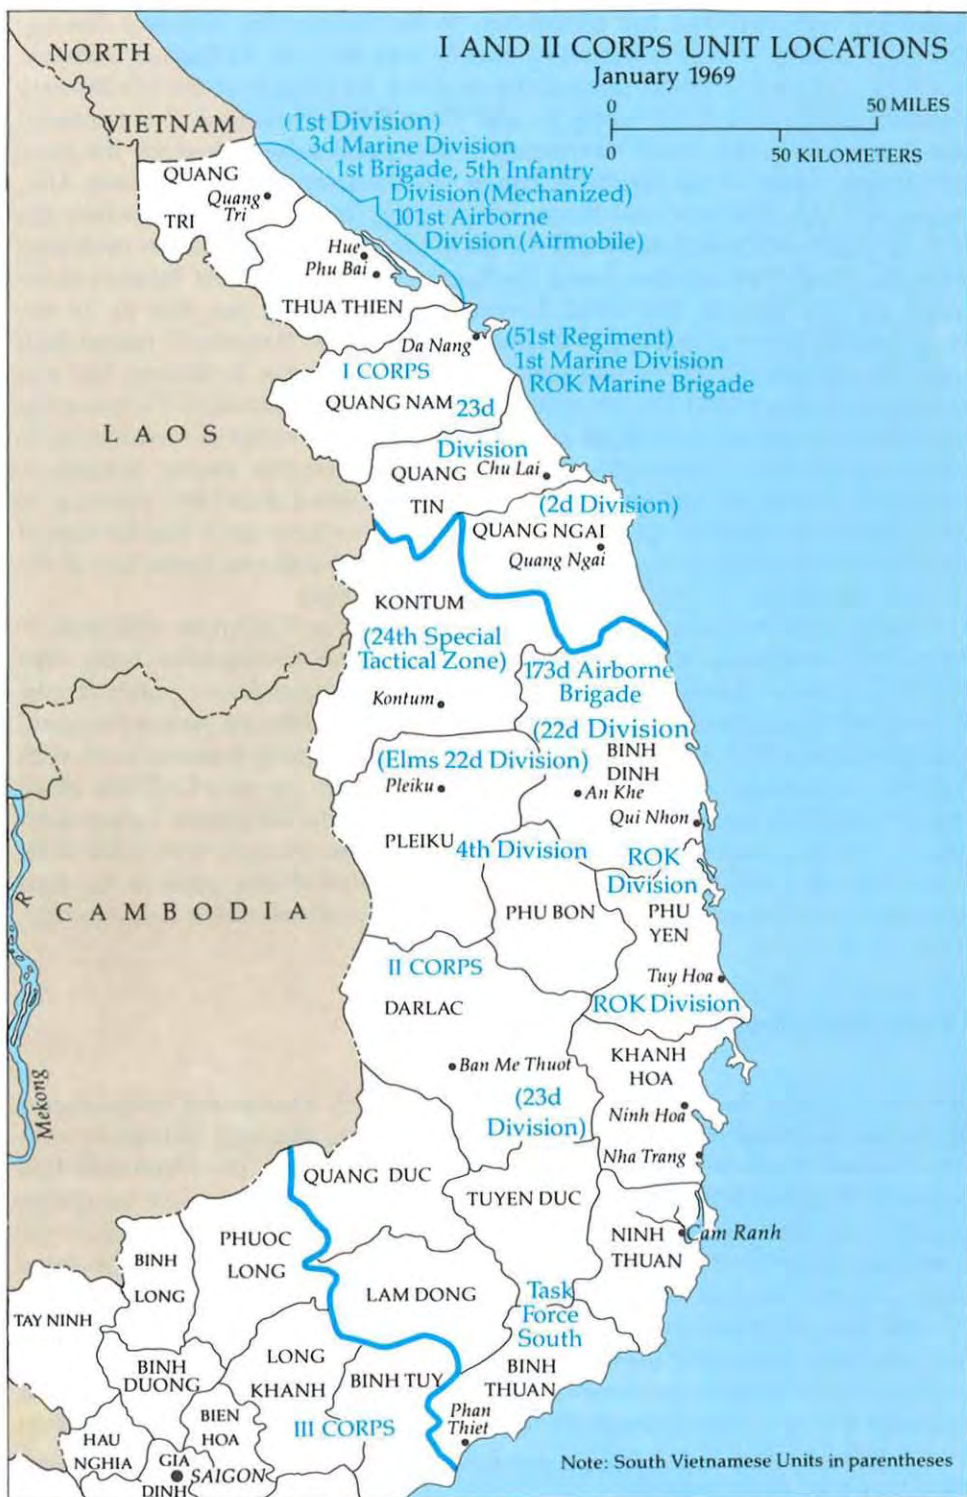 I AND II CORPS UNIT LOCATIONS
January 1969
0 50 MILES
0 50 KILOMETERS
NORTH
VIETNAM
(1st Division)
3d Marine Division
1st Brigade, 5th Infantry
Division (Mechanized)
101st Airborne
Division (Airmobile)
QUANG
TRI
Quang
Tri
Hue
Phu Bai
THUA THIEN
Da Nang
(51st Regiment)
1st Marine Division
ROK Marine Brigade
I CORPS
QUANG NAM
23d
Division
LAOS
QUANG
TIN
Chu Lai
(2d Division)
QUANG NGAI
Quang Ngai
KONTUM
(24th Special
Tactical Zone)
Kontum
173d Airborne
Brigade
(22d Division)
BINH
DINH
(Elms 22d Division)
Pleiku
An Khe
Qui Nhon
PLEIKU
4th Division
ROK
Division
R
CAMBODIA
PHU BON
PHU
YEN
II CORPS
Tuy Hoa
DARLAC
ROK Division
KHANH
HOA
Ban Me Thuot
Mekong
(23d
Division)
Ninh Hoa
Nha Trang
QUANG DUC
TUYEN DUC
NINH
THUAN
Cam Ranh
PHUOC
LONG
BINH
LONG
LAM DONG
Task
Force
South
TAY NINH
LONG
KHANH
BINH
DUONG
BINH TUY
BINH
THUAN
Phan
Thiet
BIEN
HOA
III CORPS
HAU
NGHIA
GIA
DINH
SAIGON
Note: South Vietnamese Units in parentheses